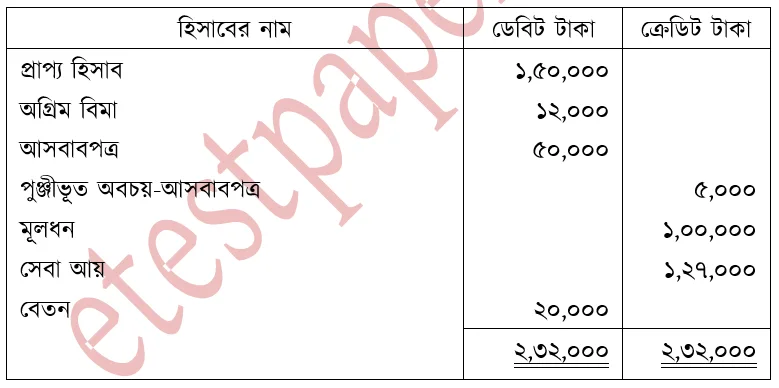 হিসাবের নাম ডেবিট টাকা ক্রেডিট টাকা
প্রাপ্য হিসাব ১,৫০,০০০
অগ্রিম বিমা ১২,০০০
আসবাবপত্র ৫০,০০০
পুঞ্জীভূত অবচয়-আসবাবপত্র ৫,০০০
মূলধন ১,০০,০০০
সেবা আয় ১,২৭,০০০
বেতন ২০,০০০
২,৩২,০০০ ২,৩২,০০০
etestpape